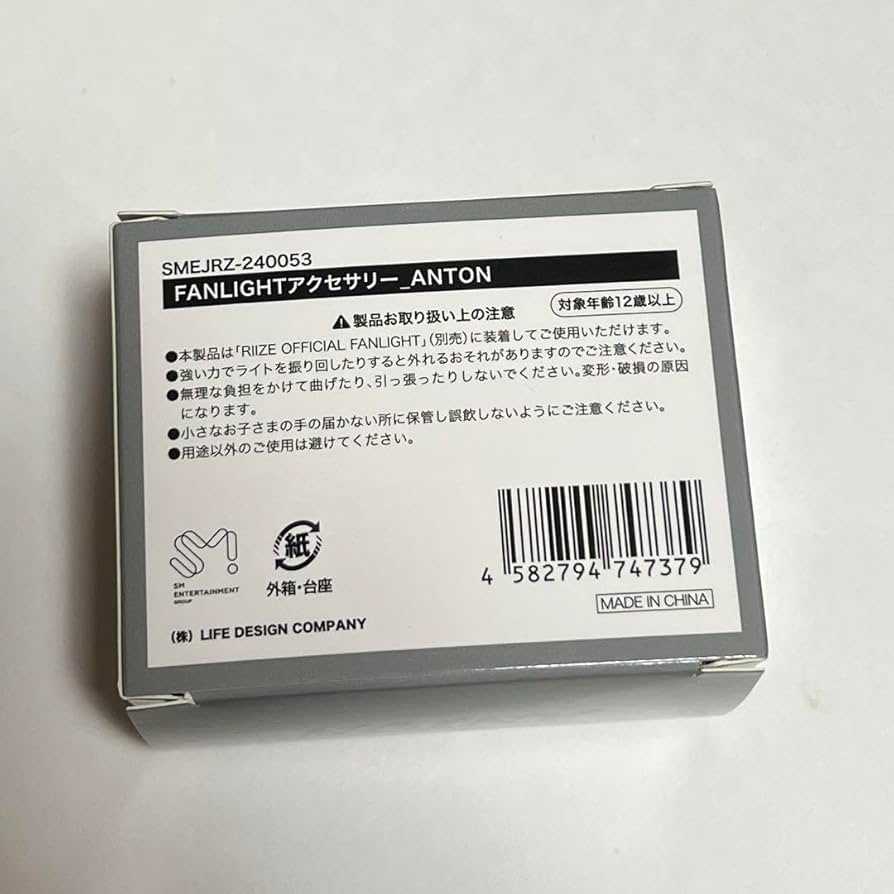 SMEJRZ-240053
FANLIGHTアクセサリー_ANTON
⚠製品お取り扱い上の注意
対象年齢12歳以上
●本製品は「RIIZE OFFICIAL FANLIGHT」(別売)に装着してご使用いただけます。
●強い力でライトを振り回したりすると外れるおそれがありますのでご注意ください。
●無理な負担をかけて曲げたり、引っ張ったりしないでください。変形・破損の原因
になります。
●小さなお子さまの手の届かない所に保管し誤飲しないようにご注意ください。
●用途以外のご使用は避けてください。
SM!
SM
ENTERTAINMENT
GROUP
紙
外箱・台座
4 582794 747379
MADE IN CHINA
(株) LIFE DESIGN COMPANY